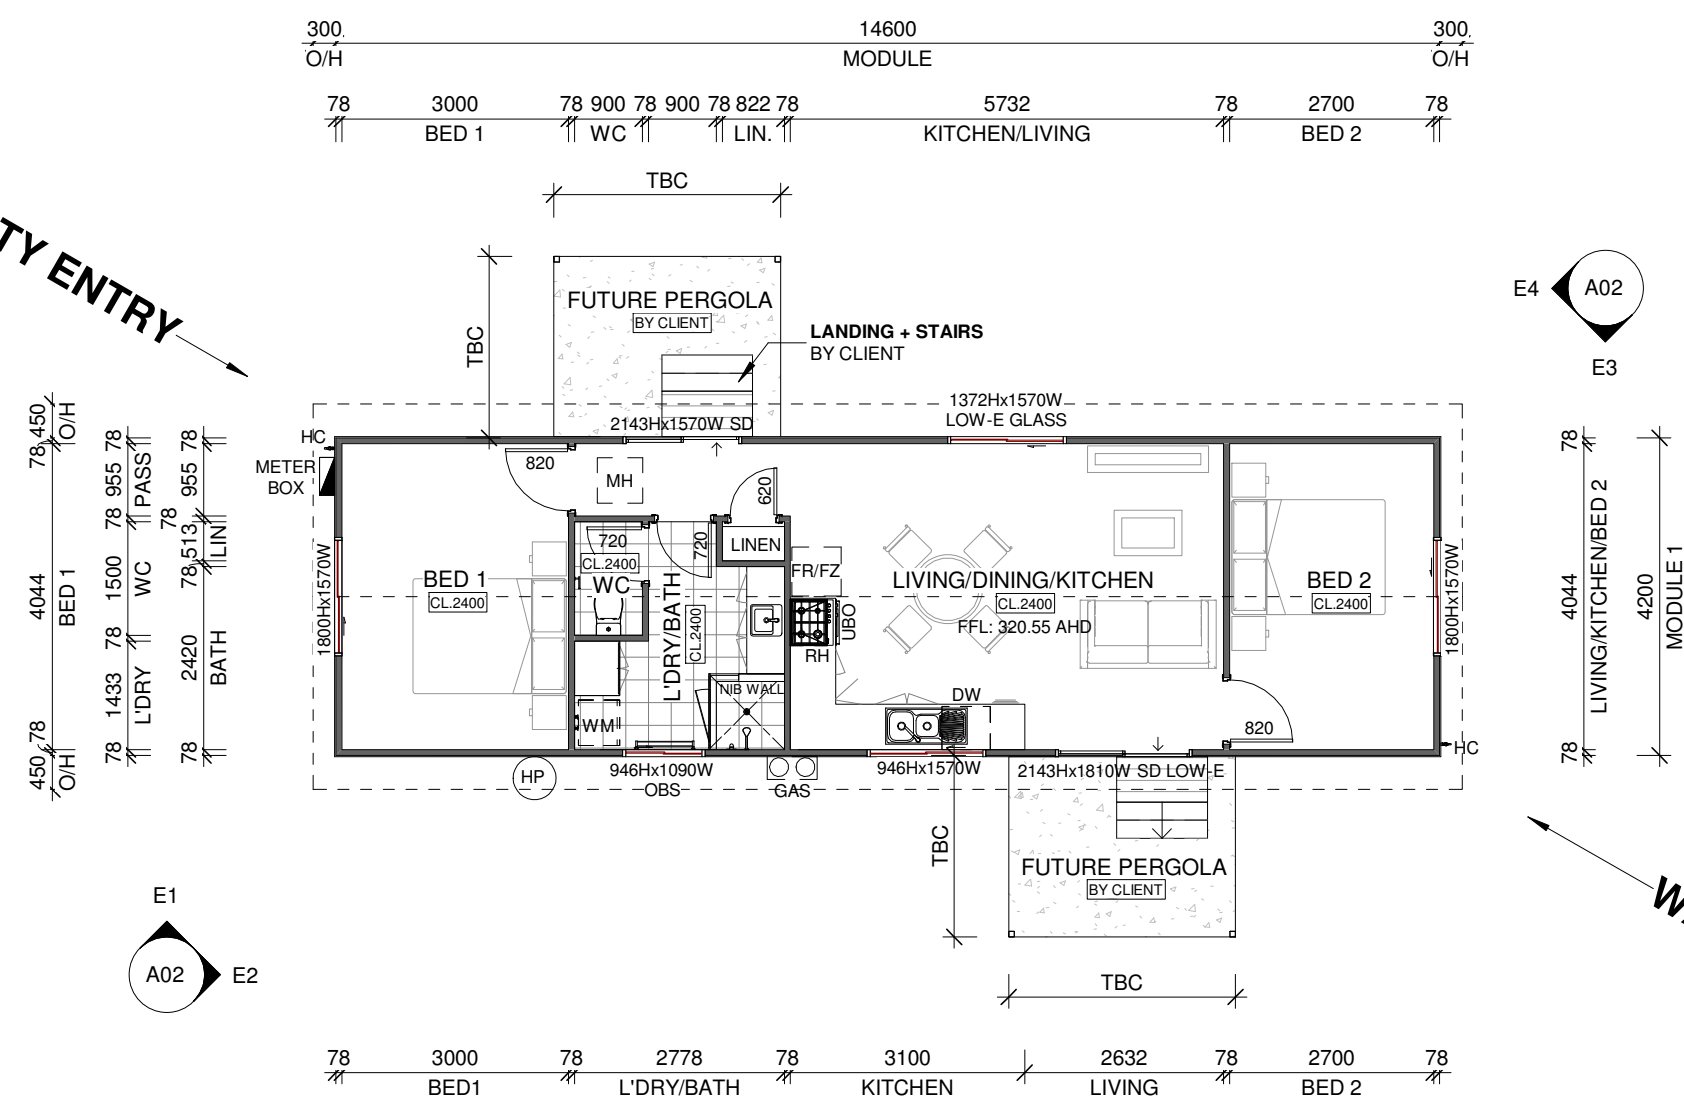 300 14600 300
O/H MODULE O/H
78 3000 78 900 78 900 78 822 78 5732 78 2700 78
BED 1 WC LIN. KITCHEN/LIVING BED 2
TBC
TY ENTRY
TBC
FUTURE PERGOLA
BY CLIENT
LANDING + STAIRS
BY CLIENT
E4 A02
E3
1372Hx1570W
LOW-E GLASS
2143Hx1570W SD
HC
METER
BOX
820
MH
620
720
720
LINEN
CL.2400
WC
BED 1
CL.2400
L'DRY/BATH
CL.2400
FR/FZ
UBO
RH
LIVING/DINING/KITCHEN
CL.2400
FFL: 320.55 AHD
BED 2
CL.2400
NIB WALL
WM
DW
820
HC
1800Hx1570W
1800Hx1570W
HP
946Hx1090W
OBS
GAS
946Hx1570W
2143Hx1810W SD LOW-E
TBC
FUTURE PERGOLA
BY CLIENT
TBC
450 78 4044 78 450
O/H BED 1 O/H
78 955 78 1500 78 1433 78
PASS WC L'DRY
78 955 78 513 78 2420 78
LIN BATH
78 4044 78
LIVING/KITCHEN/BED 2
4200
MODULE 1
E1
A02 E2
78 3000 78 2778 78 3100 2632 78 2700 78
BED1 L'DRY/BATH KITCHEN LIVING BED 2